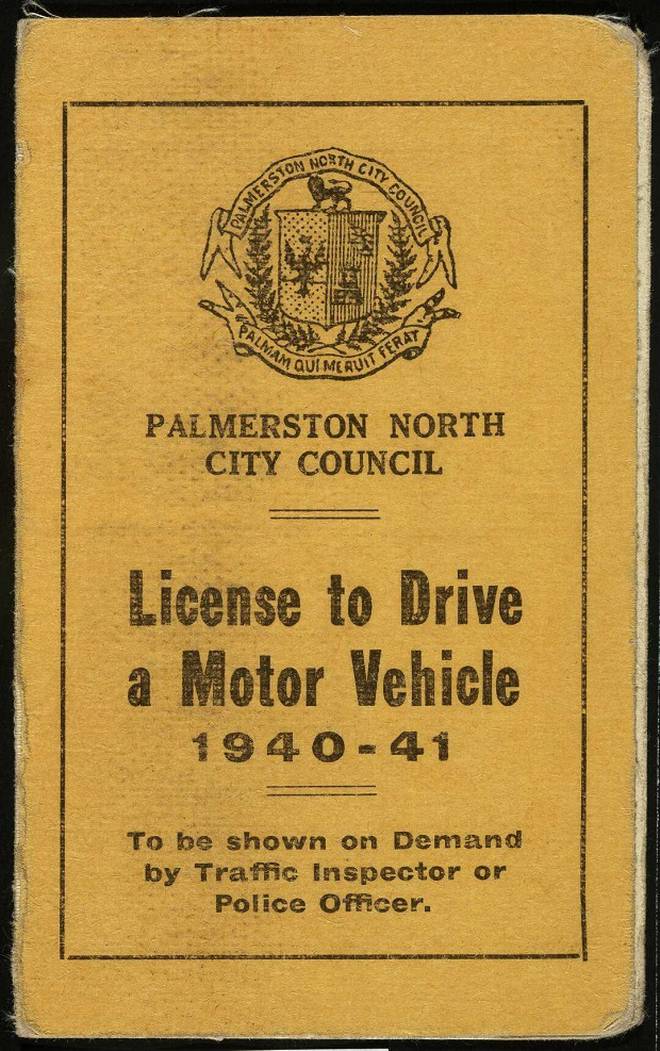 PALMERSTON NORTH CITY COUNCIL
PALMAM QUI MERUIT FERAT
PALMERSTON NORTH
CITY COUNCIL
License to Drive
a Motor Vehicle
1940-41
To be shown on Demand
by Traffic Inspector or
Police Officer.